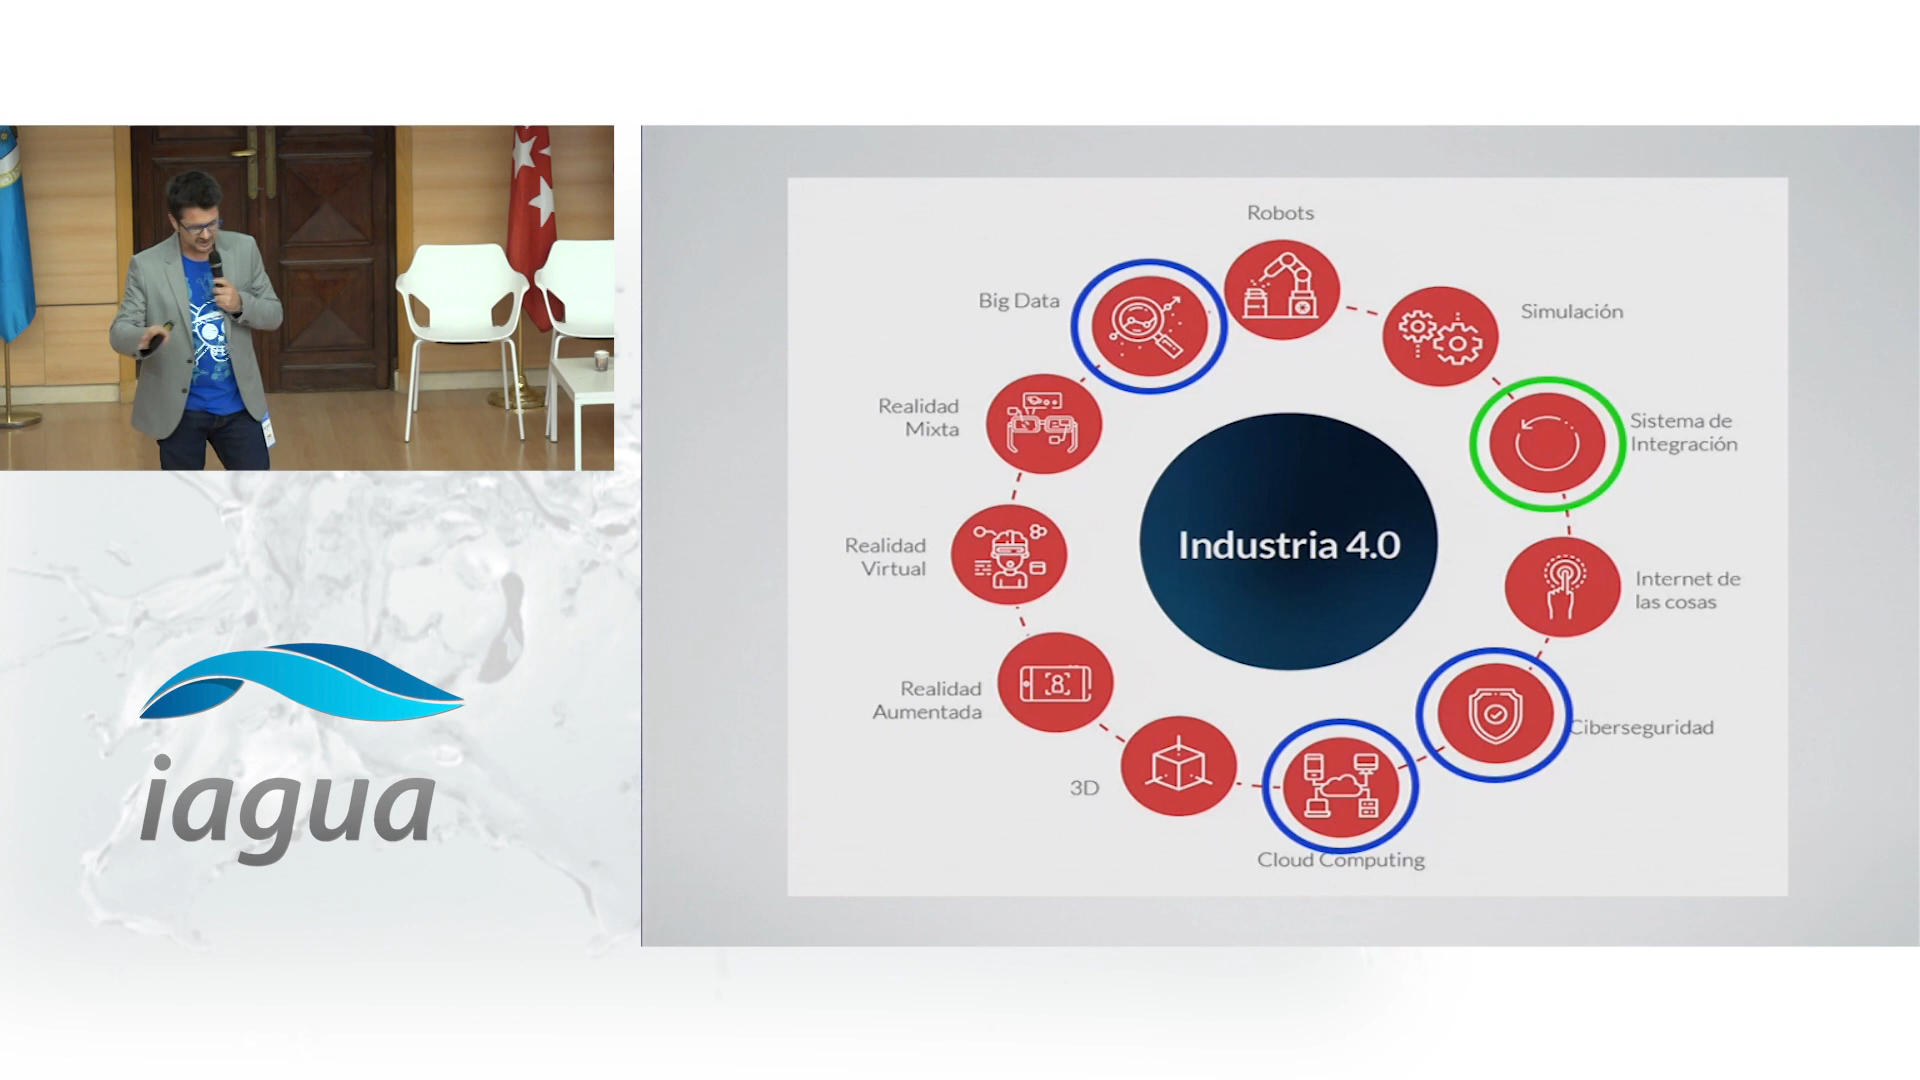 Robots
Big Data
Simulación
Realidad
Mixta
Sistema de
Integración
Industria 4.0
Realidad
Virtual
Internet de
las cosas
Realidad
Aumentada
Ciberseguridad
3D
Cloud Computing
iagua